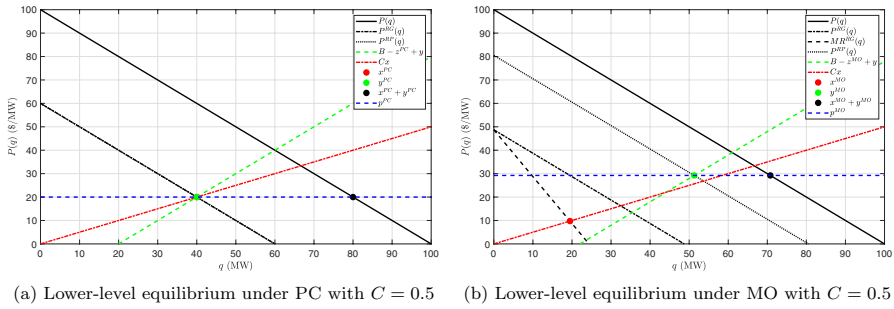 100
90
80
70
60
50
40
30
20
10
0
P(q) ($/MW)
0 10 20 30 40 50 60 70 80 90 100
q (MW)
P(q)
P^{RG}(q)
P^{RP}(q)
B − z^{PC} + y
Cx
x^{PC}
y^{PC}
x^{PC} + y^{PC}
p^{PC}
(a) Lower-level equilibrium under PC with C = 0.5
100
90
80
70
60
50
40
30
20
10
0
P(q) ($/MW)
0 10 20 30 40 50 60 70 80 90 100
q (MW)
P(q)
P^{RG}(q)
MR^{RG}(q)
P^{RP}(q)
B − z^{MO} + y
Cx
x^{MO}
y^{MO}
x^{MO} + y^{MO}
p^{MO}
(b) Lower-level equilibrium under MO with C = 0.5